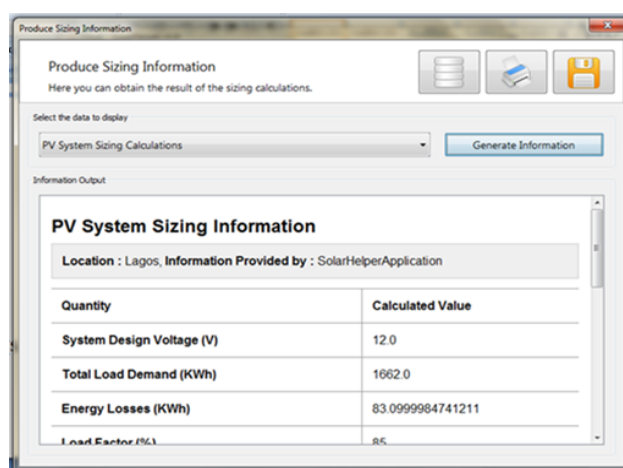 Produce Sizing Information
Produce Sizing Information
Here you can obtain the result of the sizing calculations.
Select the data to display
PV System Sizing Calculations
Generate Information
Information Output
PV System Sizing Information
Location : Lagos, Information Provided by : SolarHelperApplication
Quantity Calculated Value
System Design Voltage (V) 12.0
Total Load Demand (KWh) 1662.0
Energy Losses (KWh) 83.0999984741211
Load Factor (%) 85